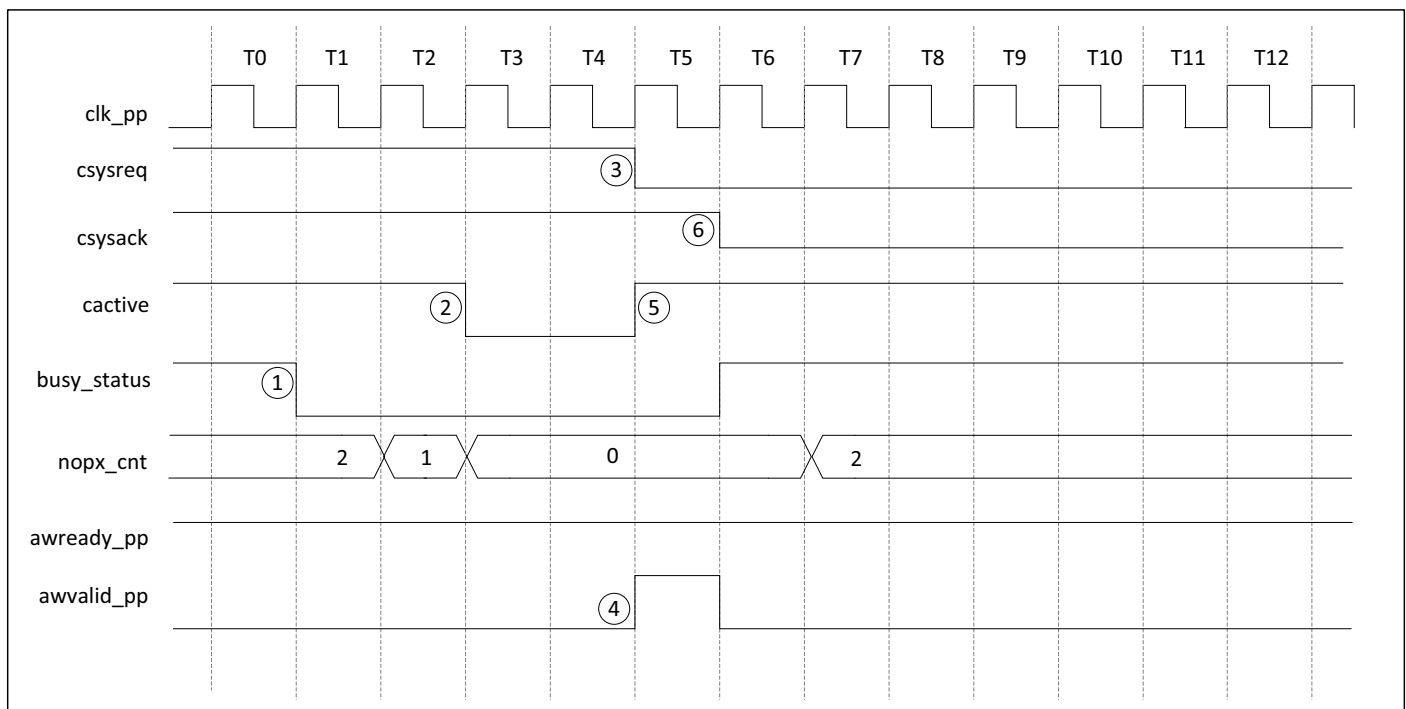 T0 T1 T2 T3 T4 T5 T6 T7 T8 T9 T10 T11 T12
clk_pp
csysreq 3
csysack 6
cactive 2 5
busy_status 1
nopx_cnt 2 1 0 2
awready_pp
awvalid_pp 4